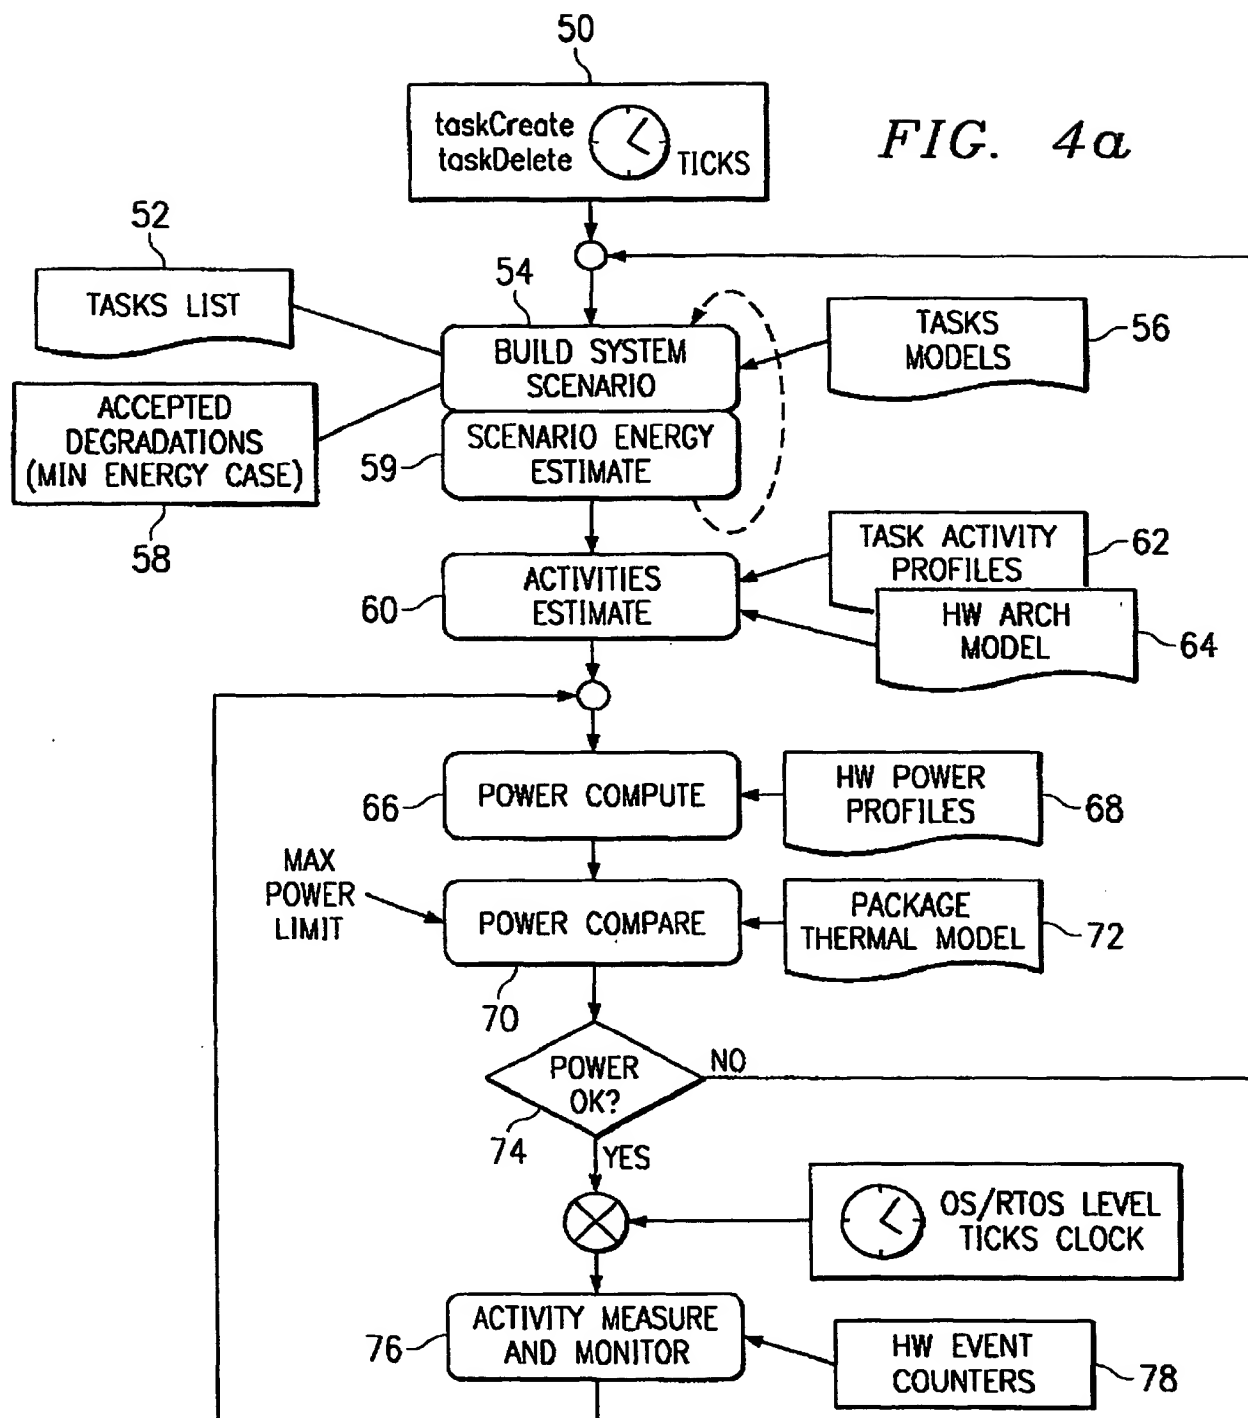 50
taskCreate
taskDelete
TICKS
FIG. 4a
52
TASKS LIST
54
BUILD SYSTEM
SCENARIO
TASKS
MODELS
56
ACCEPTED
DEGRADATIONS
(MIN ENERGY CASE)
58
SCENARIO ENERGY
ESTIMATE
59
ACTIVITIES
ESTIMATE
60
TASK ACTIVITY
PROFILES
62
HW ARCH
MODEL
64
POWER COMPUTE
66
HW POWER
PROFILES
68
MAX
POWER
LIMIT
POWER COMPARE
70
PACKAGE
THERMAL MODEL
72
POWER
OK?
74
NO
YES
OS/RTOS LEVEL
TICKS CLOCK
ACTIVITY MEASURE
AND MONITOR
76
HW EVENT
COUNTERS
78